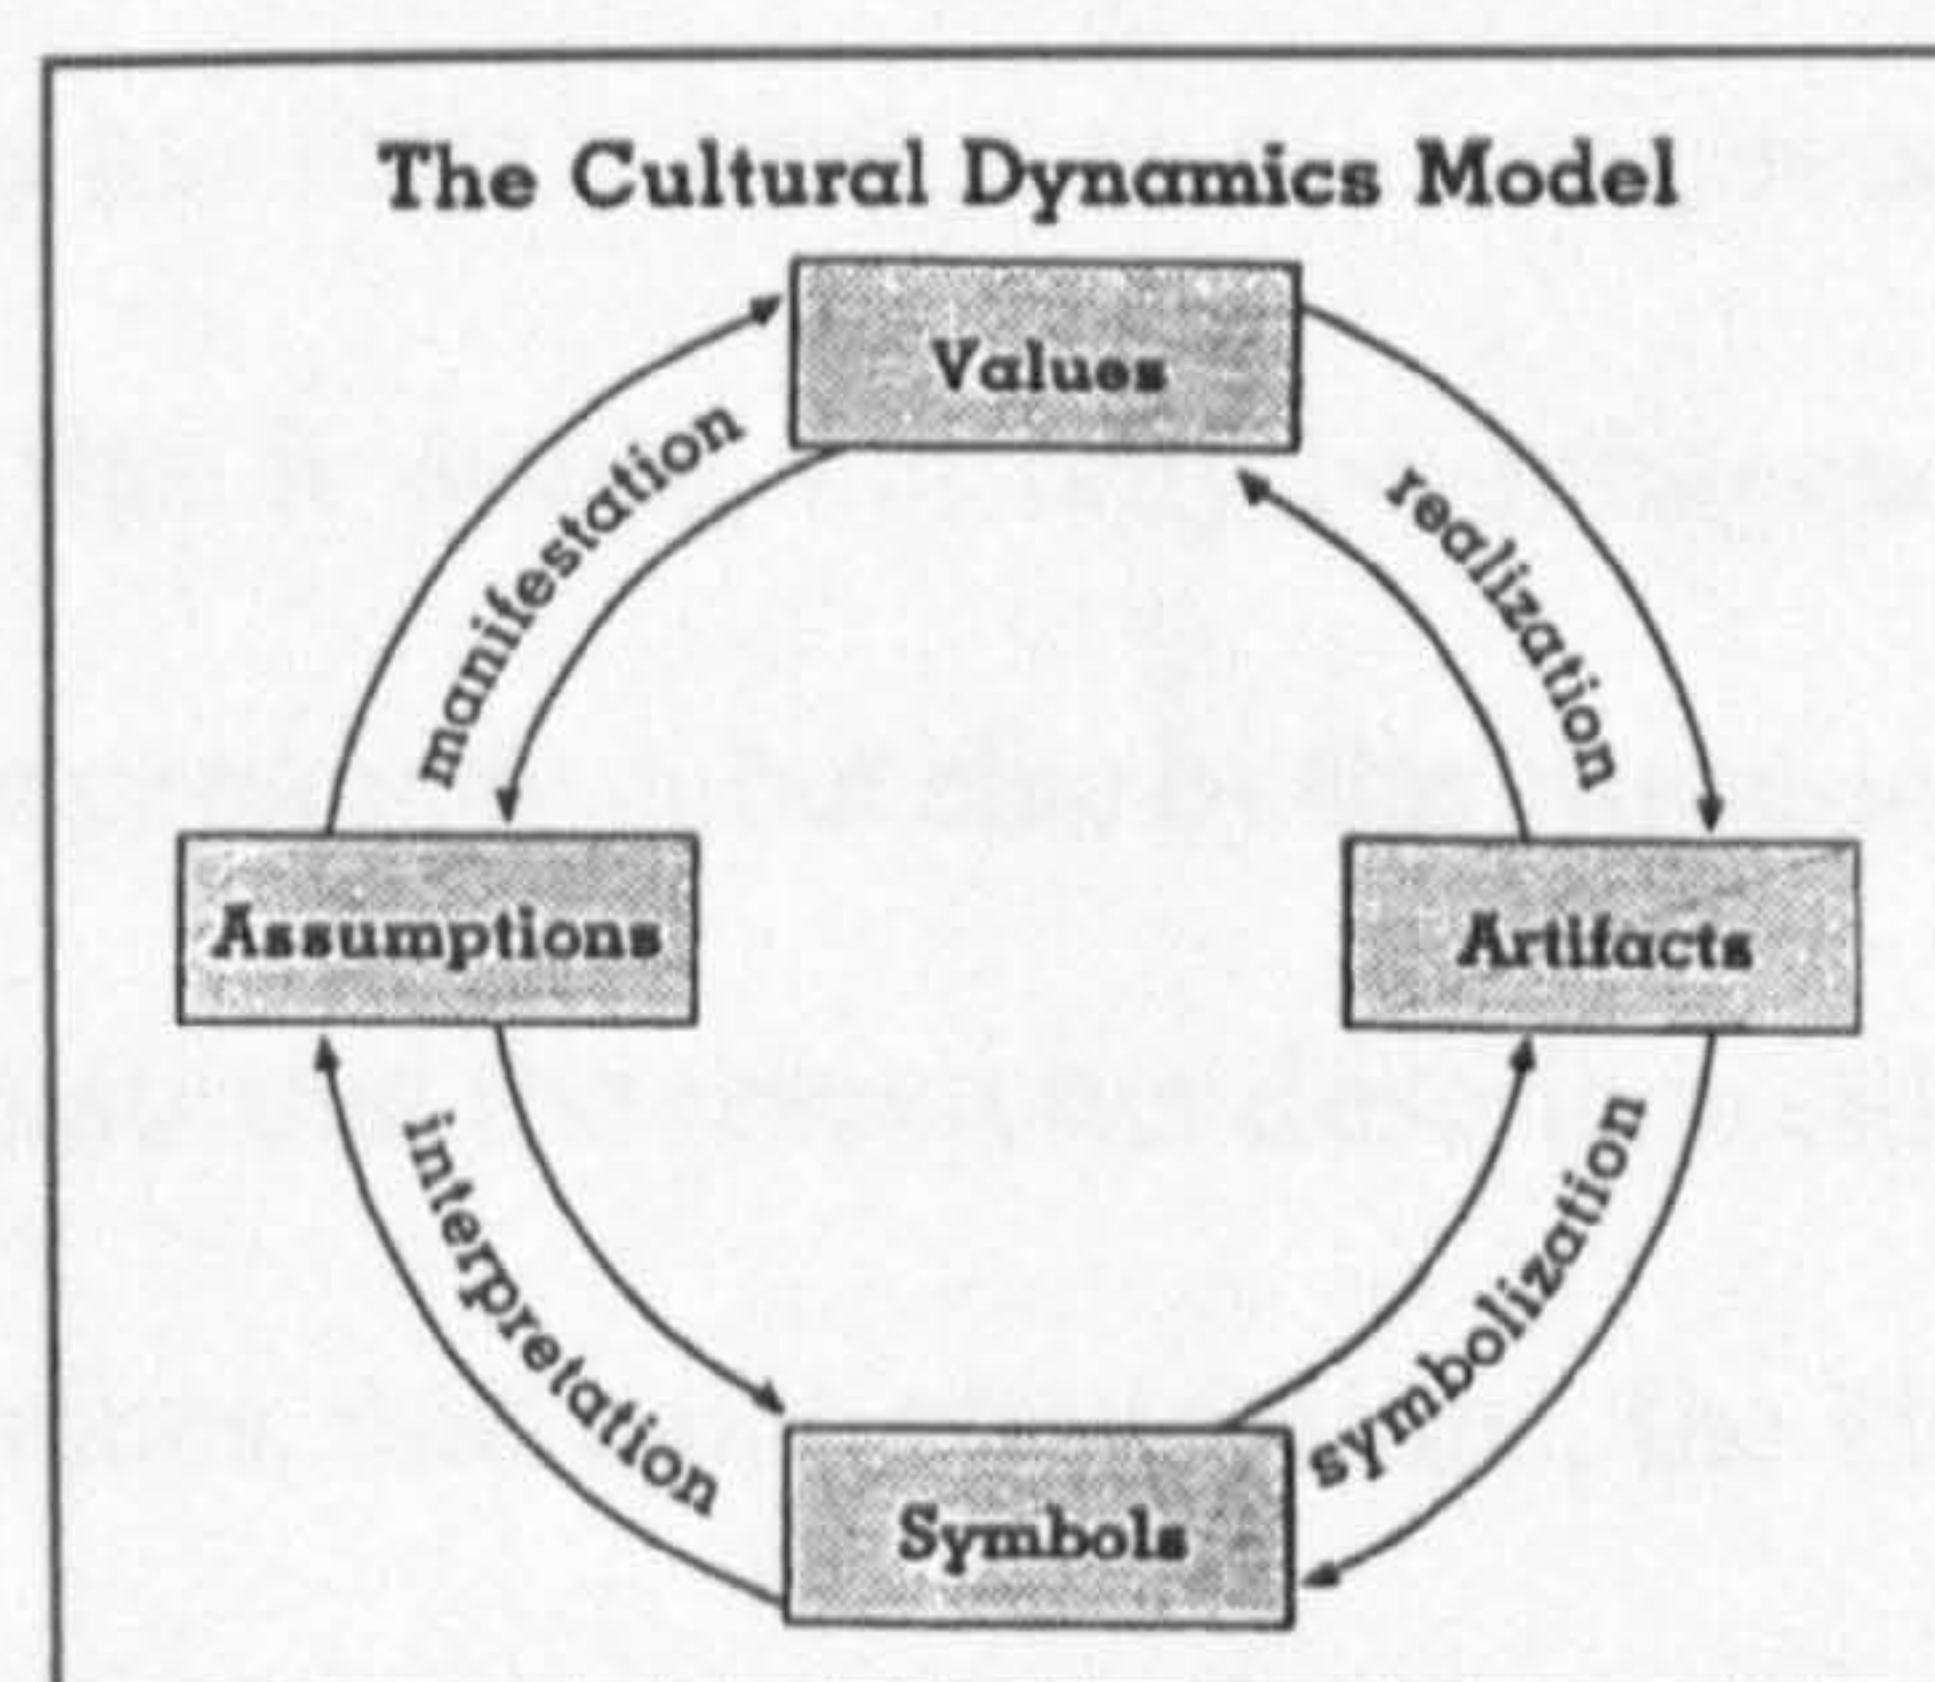 The Cultural Dynamics Model
Values
manifestation
realization
Assumptions
Artifacts
interpretation
symbolization
Symbols